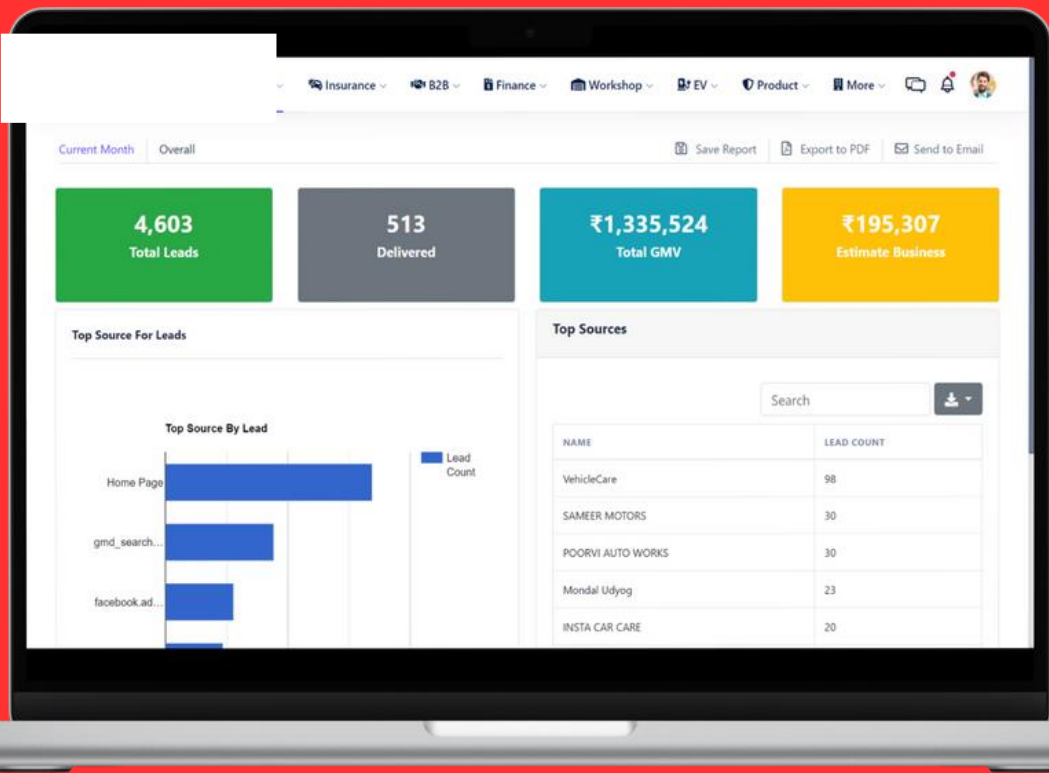 Insurance
B2B
Finance
Workshop
EV
Product
More
Current Month
Overall
Save Report
Export to PDF
Send to Email
4,603
Total Leads
513
Delivered
₹1,335,524
Total GMV
₹195,307
Estimate Business
Top Source For Leads
Top Source By Lead
Lead
Count
Home Page
gmd_search...
facebook.ad...
Top Sources
Search
NAME LEAD COUNT
VehicleCare 98
SAMEER MOTORS 30
POORVI AUTO WORKS 30
Mondal Udyog 23
INSTA CAR CARE 20